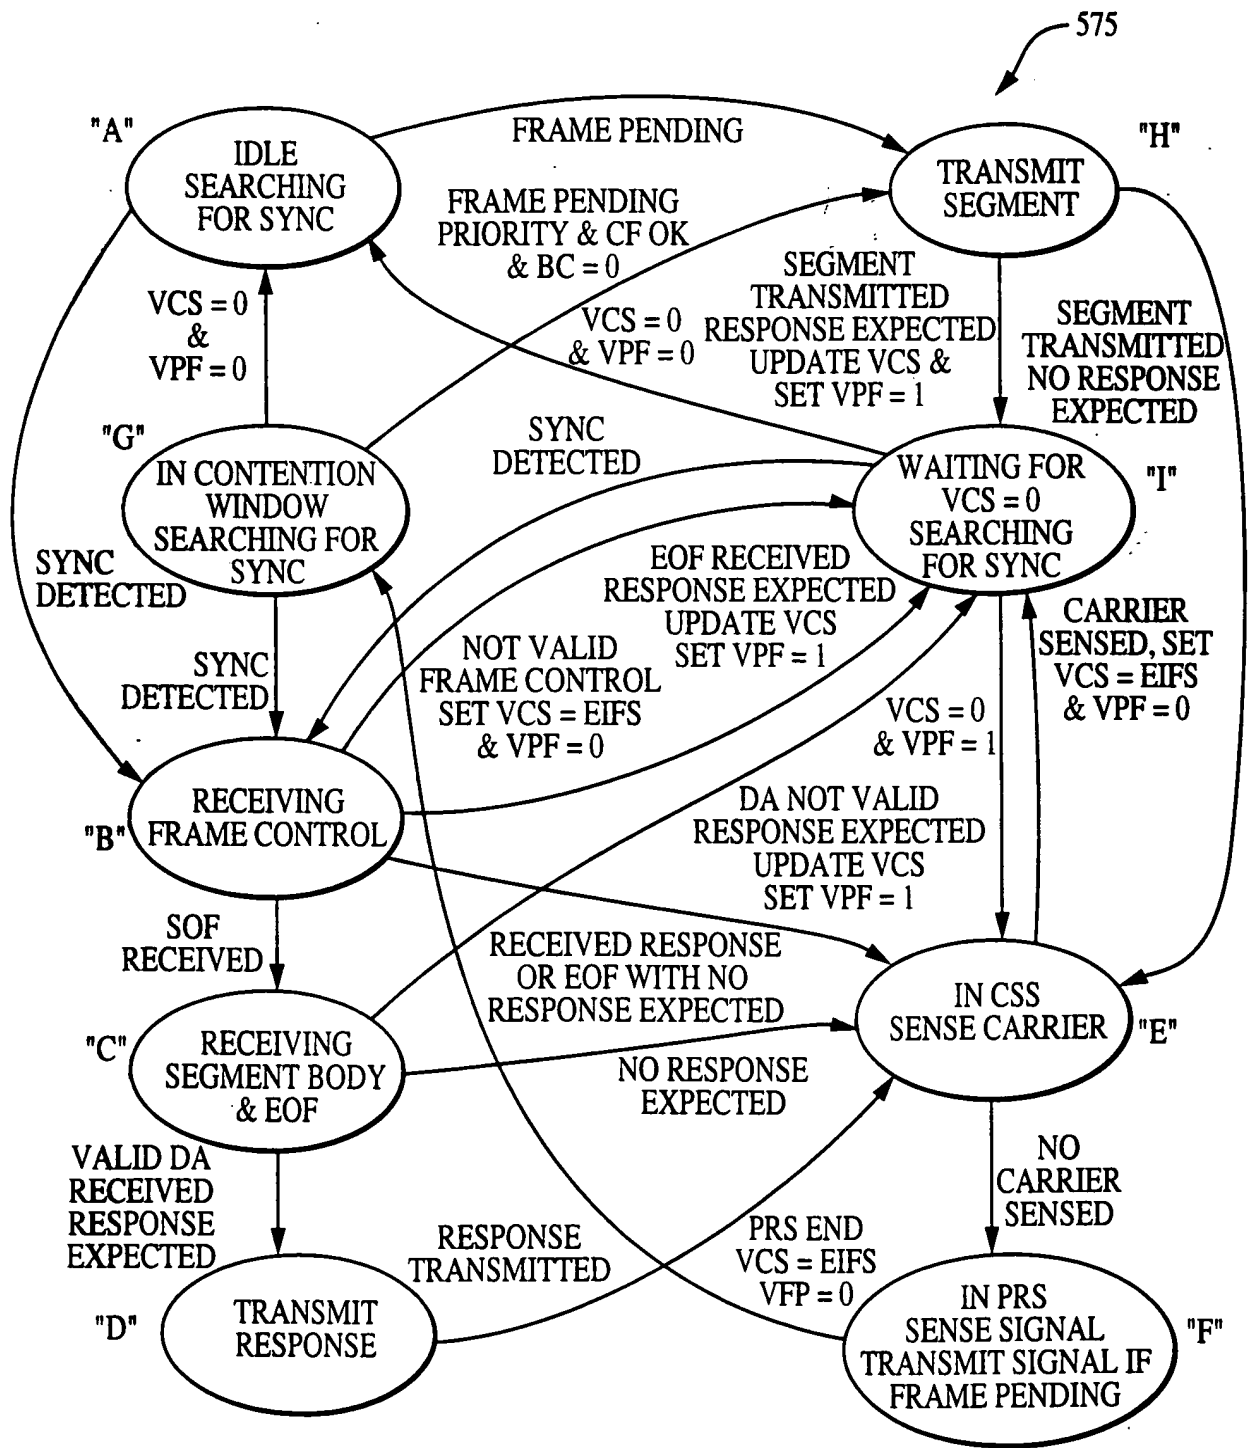 575
"A"
IDLE
SEARCHING
FOR SYNC
FRAME PENDING
"H"
TRANSMIT
SEGMENT
FRAME PENDING
PRIORITY & CF OK
& BC = 0
VCS = 0
&
VPF = 0
VCS = 0
& VPF = 0
SEGMENT
TRANSMITTED
RESPONSE EXPECTED
UPDATE VCS &
SET VPF = 1
SEGMENT
TRANSMITTED
NO RESPONSE
EXPECTED
"G"
IN CONTENTION
WINDOW
SEARCHING FOR
SYNC
SYNC
DETECTED
WAITING FOR
VCS = 0
SEARCHING
FOR SYNC
"I"
SYNC
DETECTED
SYNC
DETECTED
NOT VALID
FRAME CONTROL
SET VCS = EIFS
& VPF = 0
EOF RECEIVED
RESPONSE EXPECTED
UPDATE VCS
SET VPF = 1
CARRIER
SENSED, SET
VCS = EIFS
& VPF = 0
VCS = 0
& VPF = 1
"B"
RECEIVING
FRAME CONTROL
DA NOT VALID
RESPONSE EXPECTED
UPDATE VCS
SET VPF = 1
SOF
RECEIVED
RECEIVED RESPONSE
OR EOF WITH NO
RESPONSE EXPECTED
IN CSS
SENSE CARRIER
"E"
"C"
RECEIVING
SEGMENT BODY
& EOF
NO RESPONSE
EXPECTED
VALID DA
RECEIVED
RESPONSE
EXPECTED
NO
CARRIER
SENSED
RESPONSE
TRANSMITTED
PRS END
VCS = EIFS
VFP = 0
"D"
TRANSMIT
RESPONSE
IN PRS
SENSE SIGNAL
TRANSMIT SIGNAL IF
FRAME PENDING
"F"